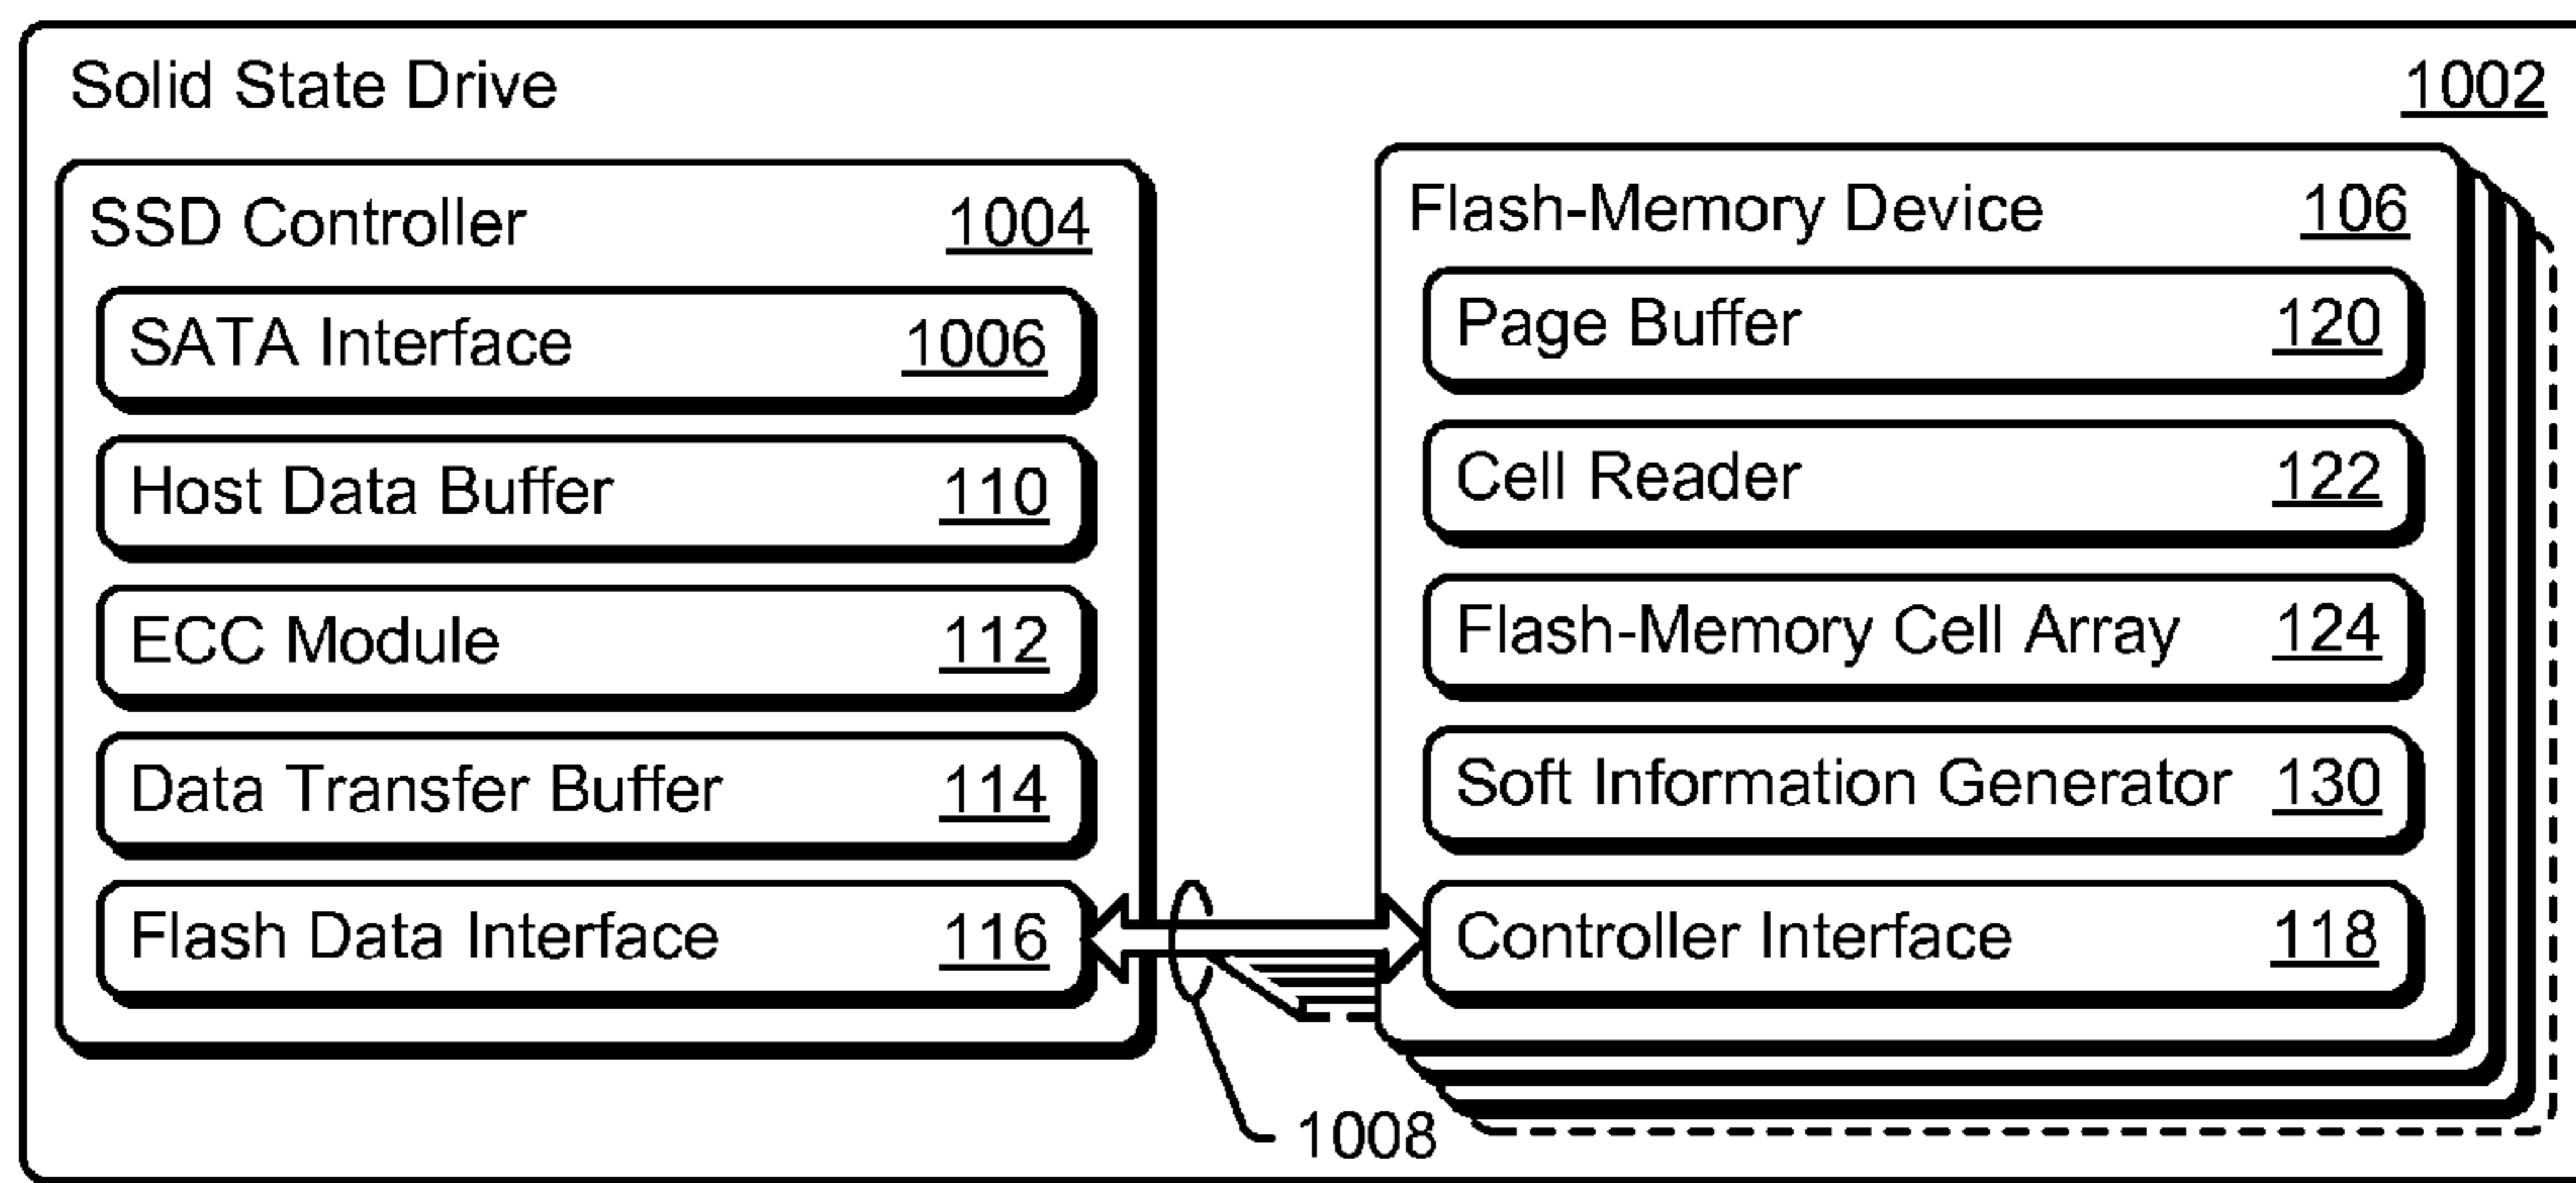 Solid State Drive 1002
SSD Controller 1004
SATA Interface 1006
Host Data Buffer 110
ECC Module 112
Data Transfer Buffer 114
Flash Data Interface 116
Flash-Memory Device 106
Page Buffer 120
Cell Reader 122
Flash-Memory Cell Array 124
Soft Information Generator 130
Controller Interface 118
1008